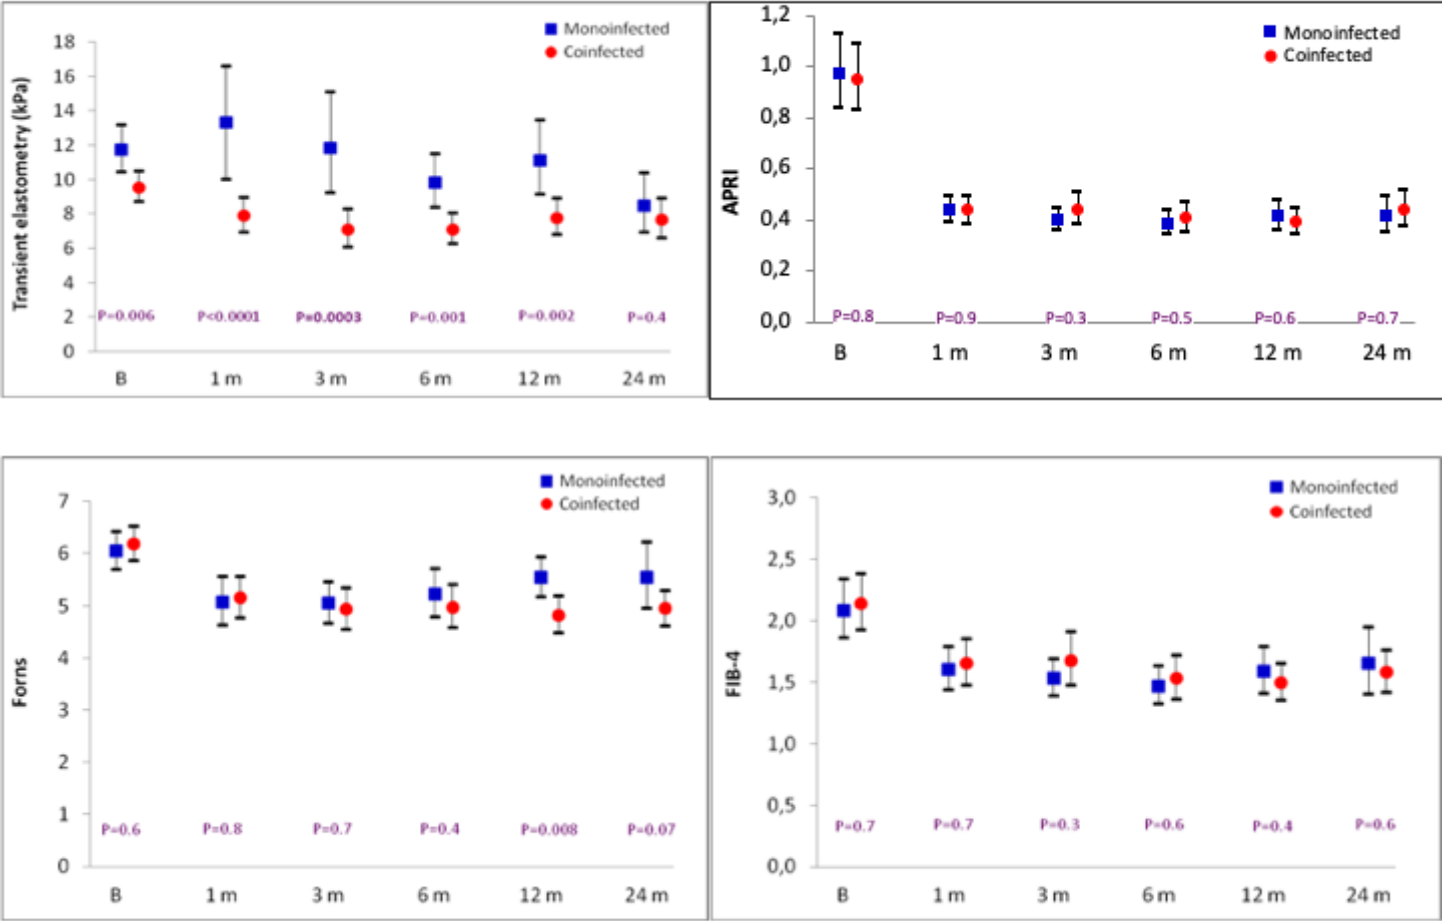 Monoinfected
Coinfected
Transient elastometry (kPa)
18
16
14
12
10
8
6
4
2
0
P=0.006 P<0.0001 P=0.0003 P=0.001 P=0.002 P=0.4
B 1 m 3 m 6 m 12 m 24 m
Monoinfected
Coinfected
APRI
1,2
1,0
0,8
0,6
0,4
0,2
0,0
P=0.8 P=0.9 P=0.3 P=0.5 P=0.6 P=0.7
B 1 m 3 m 6 m 12 m 24 m
Monoinfected
Coinfected
Forns
7
6
5
4
3
2
1
0
P=0.6 P=0.8 P=0.7 P=0.4 P=0.008 P=0.07
B 1 m 3 m 6 m 12 m 24 m
Monoinfected
Coinfected
FIB-4
3,0
2,5
2,0
1,5
1,0
0,5
0,0
P=0.7 P=0.7 P=0.3 P=0.6 P=0.4 P=0.6
B 1 m 3 m 6 m 12 m 24 m